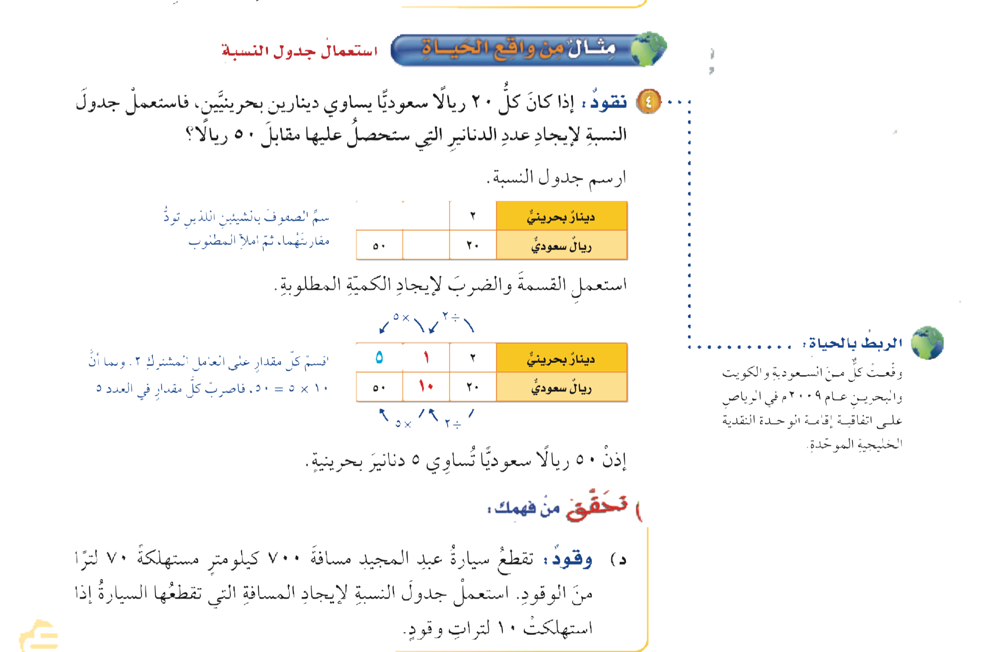 مِثَالٌ مِن واقِعِ الحَيَاةِ استعمالُ جدولِ النسبةِ
٤ نقودٌ: إذا كانَ كلُّ ٢٠ ريالًا سعوديًّا يساوي دينارين بحرينيَّينِ، فاستعملْ جدولَ
النسبةِ لإيجادِ عددِ الدنانيرِ التِي ستحصلُ عليها مقابلَ ٥٠ ريالًا؟
ارسم جدول النسبة.
دينارٌ بحرينيٌّ ٢
ريالٌ سعوديٌّ ٢٠ ٥٠
سمِّ الصفوفَ بالشيئينِ اللذينِ تودُّ
مقارنتَهُما، ثمّ املأِ المطلوب
استعملِ القسمةَ والضربَ لإيجادِ الكميّةِ المطلوبةِ.
÷٢ ×٥
دينارٌ بحرينيٌّ ٢ ١ ٥
ريالٌ سعوديٌّ ٢٠ ١٠ ٥٠
÷٢ ×٥
اقسمْ كلّ مقدارٍ على العاملِ المشتركِ ٢. وبما أنَّ
١٠ × ٥ = ٥٠، فاضربْ كلَّ مقدارٍ في العدد ٥
إذنْ ٥٠ ريالًا سعوديًّا تُساوِي ٥ دنانيرَ بحرينيةٍ.
الربطُ بالحياةِ:
وقّعتْ كلٌّ منَ السعوديةِ والكويت
والبحرينِ عام ٢٠٠٩م في الرياضِ
على اتفاقية إقامة الوحدة النقدية
الخليجيةِ الموحّدةِ.
تَحَقَّقْ منْ فهمِك:
د) وقودٌ: تقطعُ سيارةُ عبدِ المجيدِ مسافةَ ٧٠٠ كيلومترٍ مستهلكةً ٧٠ لترًا
منَ الوقودِ. استعملْ جدولَ النسبةِ لإيجادِ المسافةِ التي تقطعُها السيارةُ إذا
استهلكتْ ١٠ لتراتِ وقودٍ.